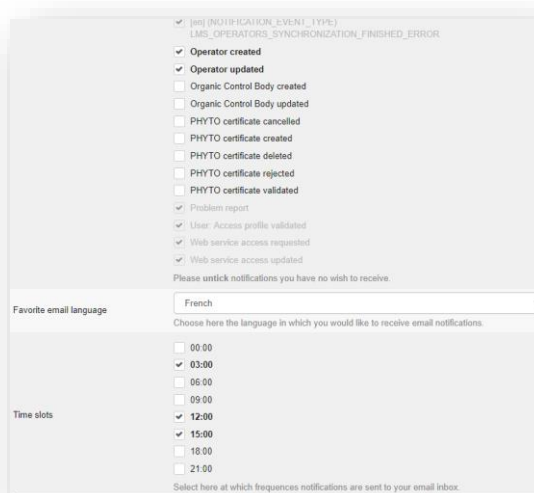 [en] (NOTIFICATION_EVENT_TYPE)
LMS_OPERATORS_SYNCHRONIZATION_FINISHED_ERROR
Operator created
Operator updated
Organic Control Body created
Organic Control Body updated
PHYTO certificate cancelled
PHYTO certificate created
PHYTO certificate deleted
PHYTO certificate rejected
PHYTO certificate validated
Problem report
User: Access profile validated
Web service access requested
Web service access updated
Please untick notifications you have no wish to receive.
Favorite email language
French
Choose here the language in which you would like to receive email notifications.
00:00
03:00
06:00
09:00
Time slots
12:00
15:00
18:00
21:00
Select here at which frequences notifications are sent to your email inbox.